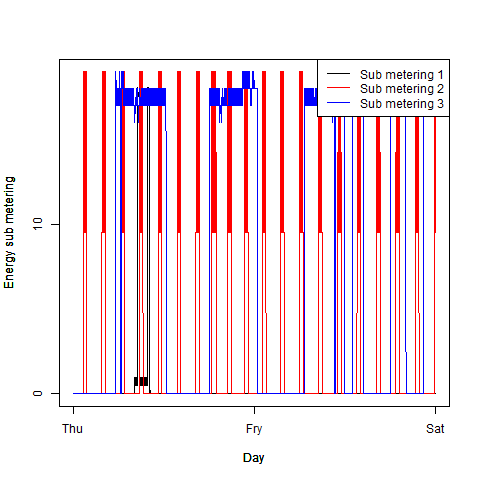 Sub metering 1
Sub metering 2
Sub metering 3
Energy sub metering
10
0
Thu
Fry
Sat
Day